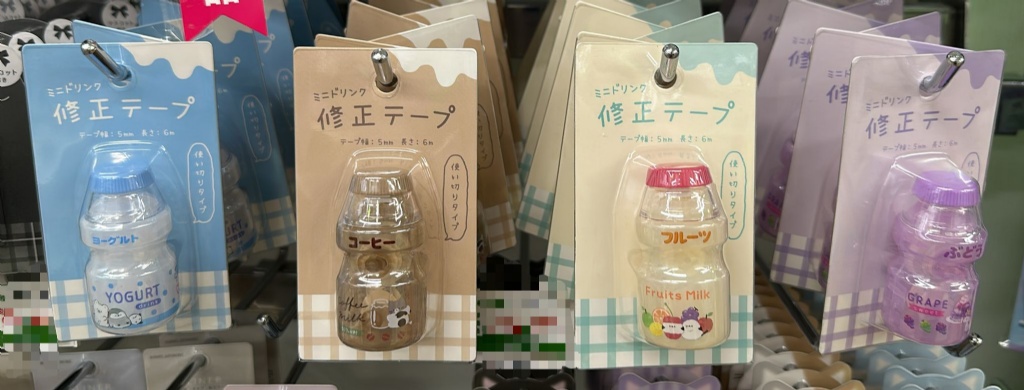 ミニドリンク
修正テープ
テープ幅：5mm 長さ：6m
使い切りタイプ
ヨーグルト
YOGURT
ミニドリンク
修正テープ
テープ幅：5mm 長さ：6m
使い切りタイプ
コーヒー
ミニドリンク
修正テープ
テープ幅：5mm 長さ：6m
使い切りタイプ
フルーツ
Fruits Milk
ミニドリンク
修正テープ
テープ幅：5mm 長さ：6m
ぶどう
GRAPE